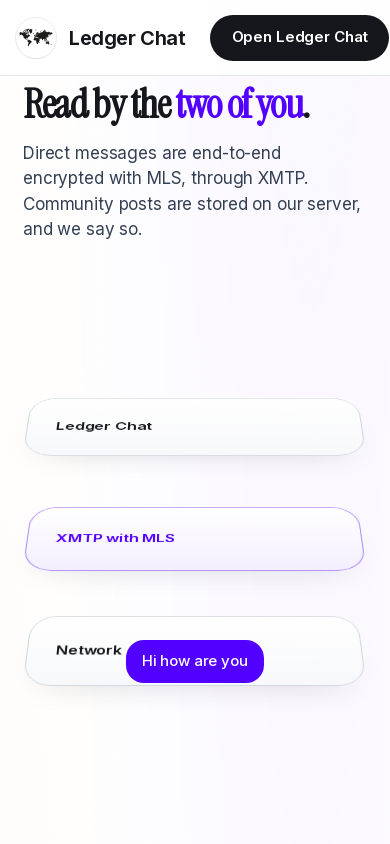 Ledger Chat
Open Ledger Chat
Read by the two of you.
Direct messages are end-to-end
encrypted with MLS, through XMTP.
Community posts are stored on our server,
and we say so.
Ledger Chat
XMTP with MLS
Network
Hi how are you